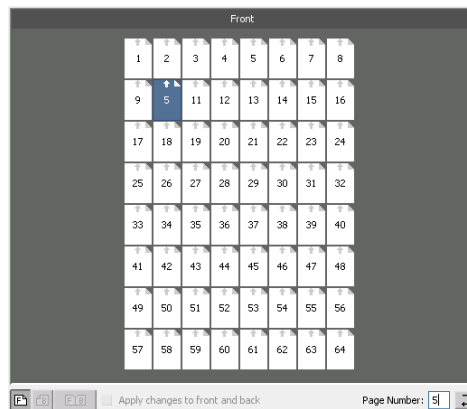 Front
1 2 3 4 5 6 7 8
9 5 11 12 13 14 15 16
17 18 19 20 21 22 23 24
25 26 27 28 29 30 31 32
33 34 35 36 37 38 39 40
41 42 43 44 45 46 47 48
49 50 51 52 53 54 55 56
57 58 59 60 61 62 63 64
F B F B Apply changes to front and back Page Number: 5